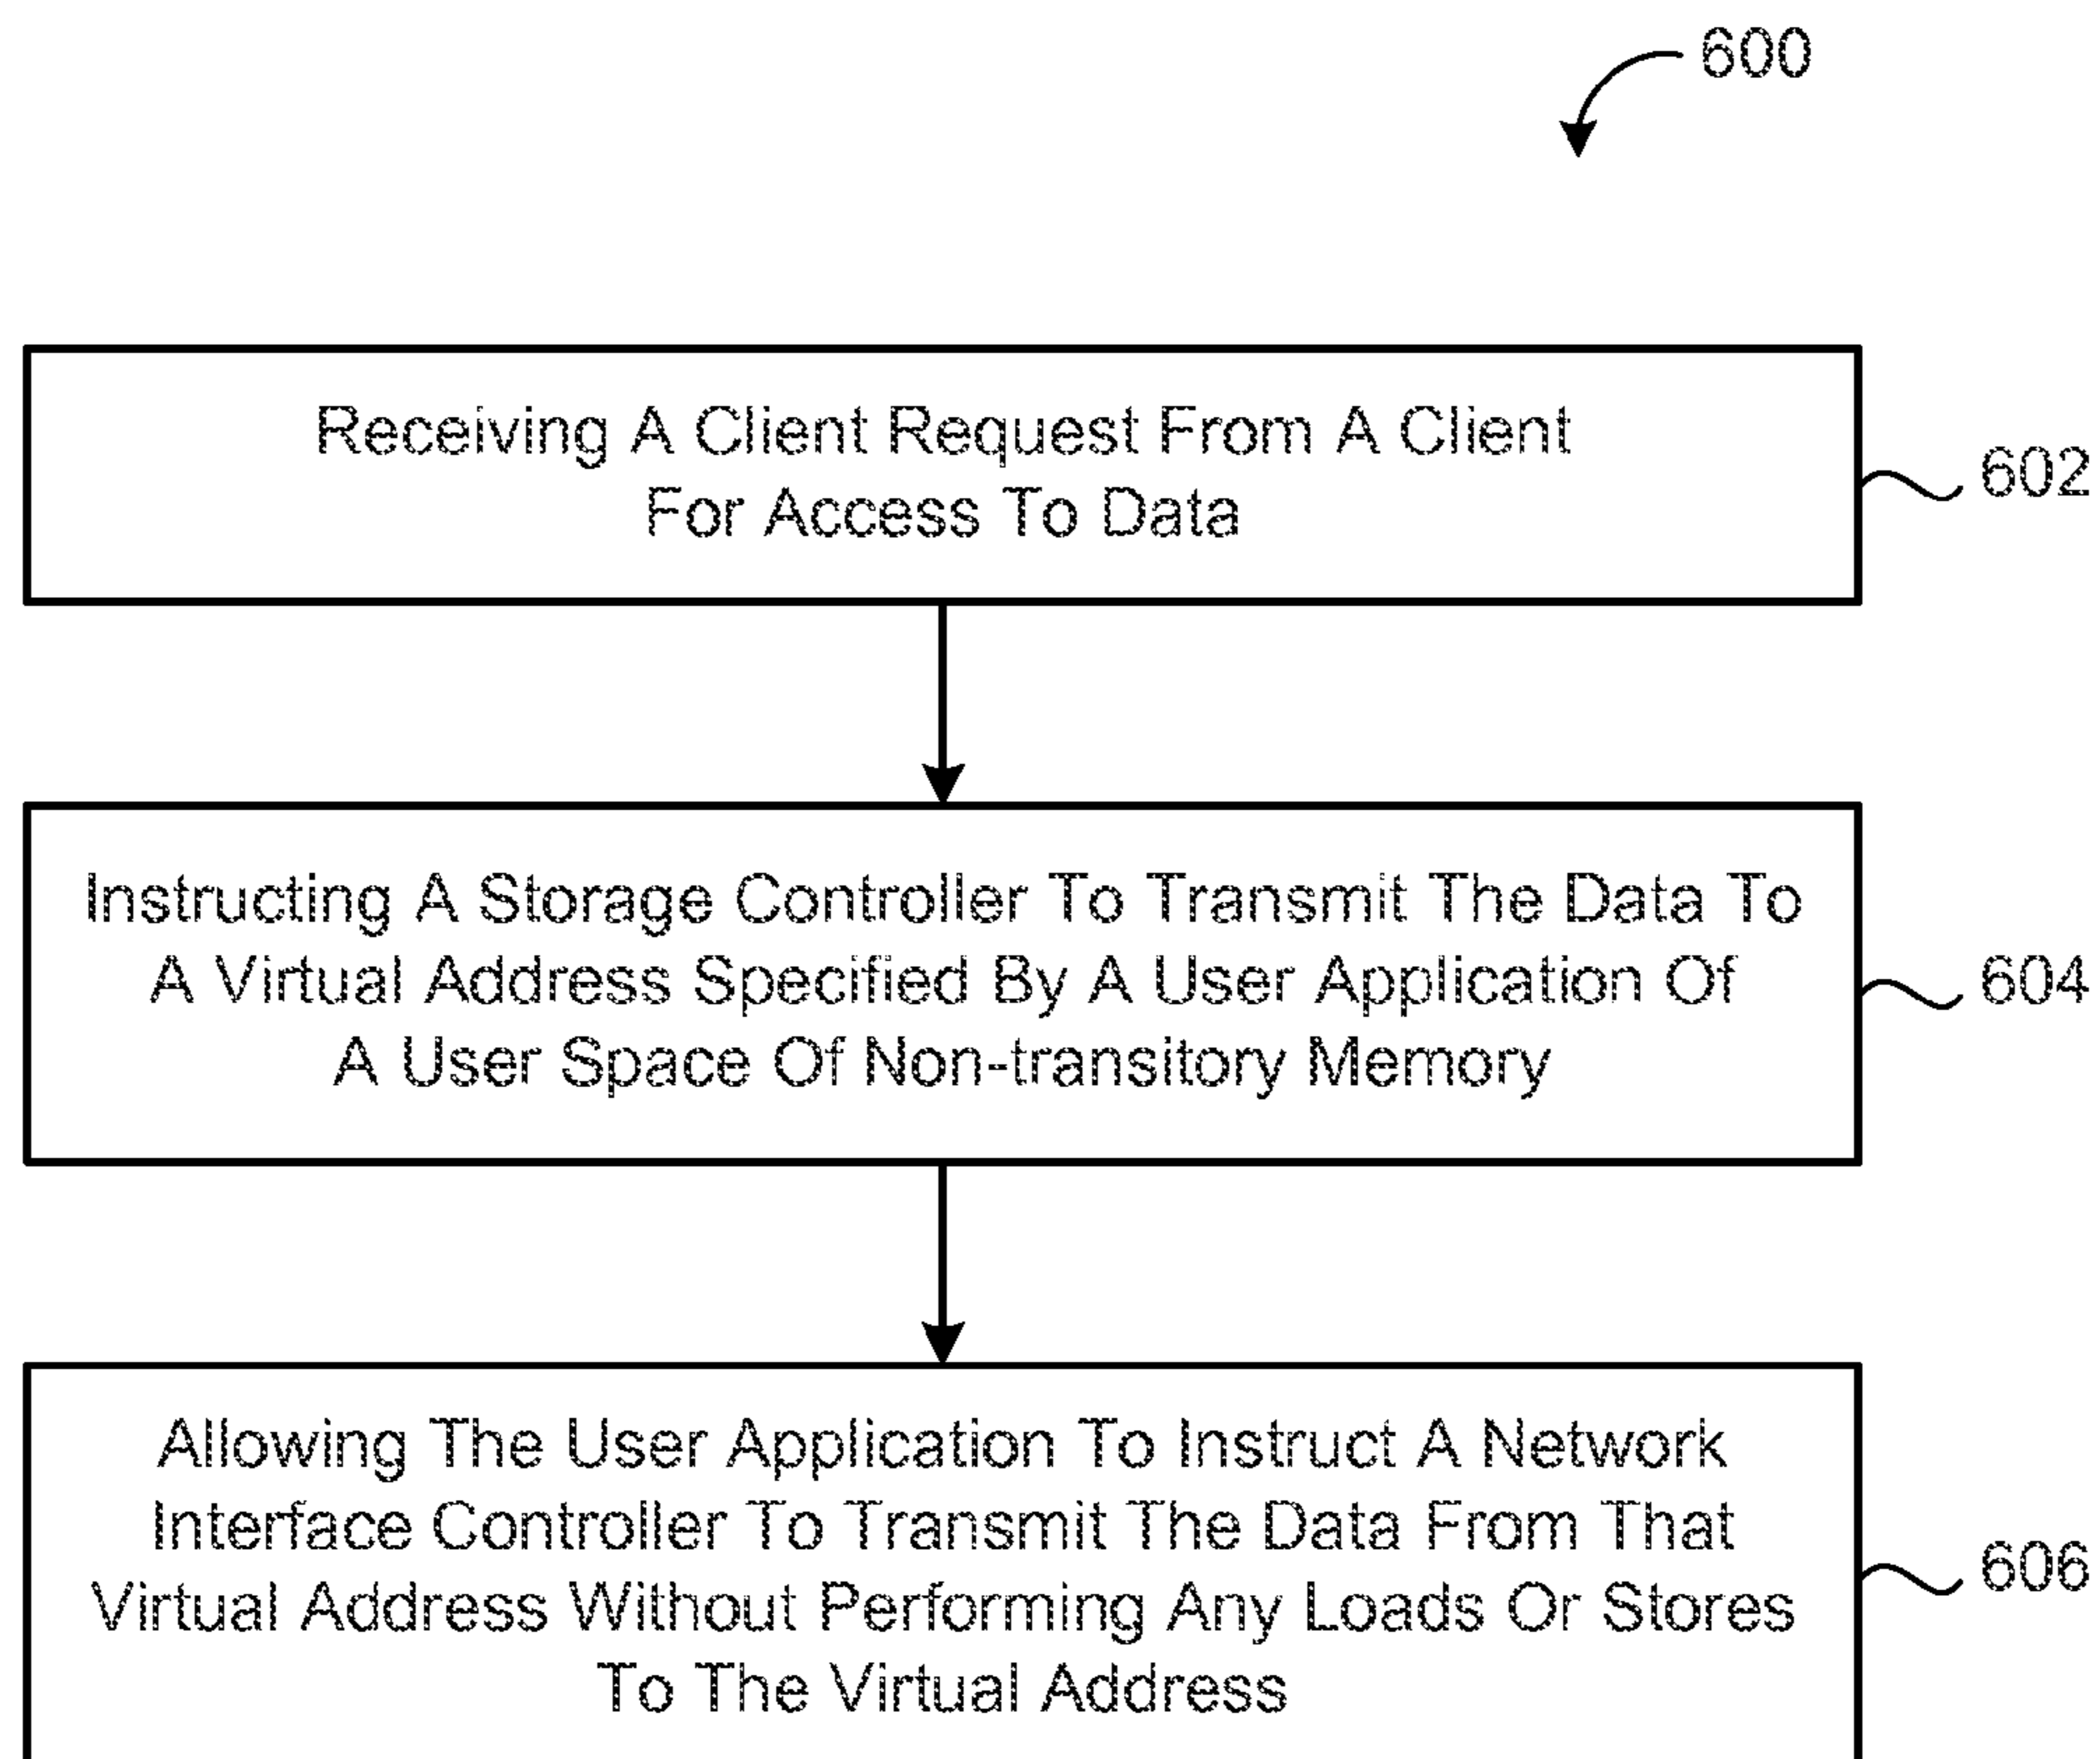 600
Receiving A Client Request From A Client
For Access To Data
602
Instructing A Storage Controller To Transmit The Data To
A Virtual Address Specified By A User Application Of
A User Space Of Non-transitory Memory
604
Allowing The User Application To Instruct A Network
Interface Controller To Transmit The Data From That
Virtual Address Without Performing Any Loads Or Stores
To The Virtual Address
606